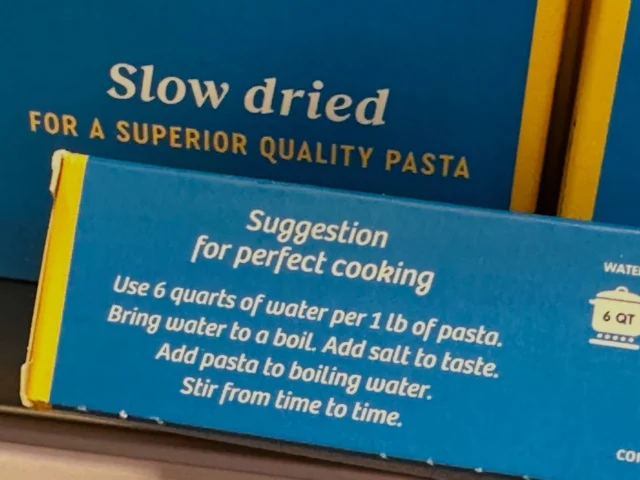 Slow dried
FOR A SUPERIOR QUALITY PASTA
Suggestion
for perfect cooking
Use 6 quarts of water per 1 lb of pasta.
Bring water to a boil. Add salt to taste.
Add pasta to boiling water.
Stir from time to time.
6 QT